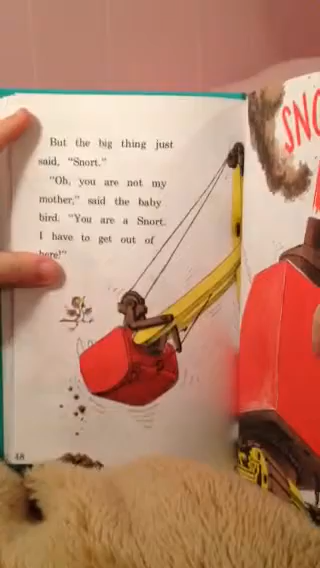 But the big thing just
said, "Snort."
"Oh, you are not my
mother," said the baby
bird. "You are a Snort.
I have to get out of
here!"
SNO
48